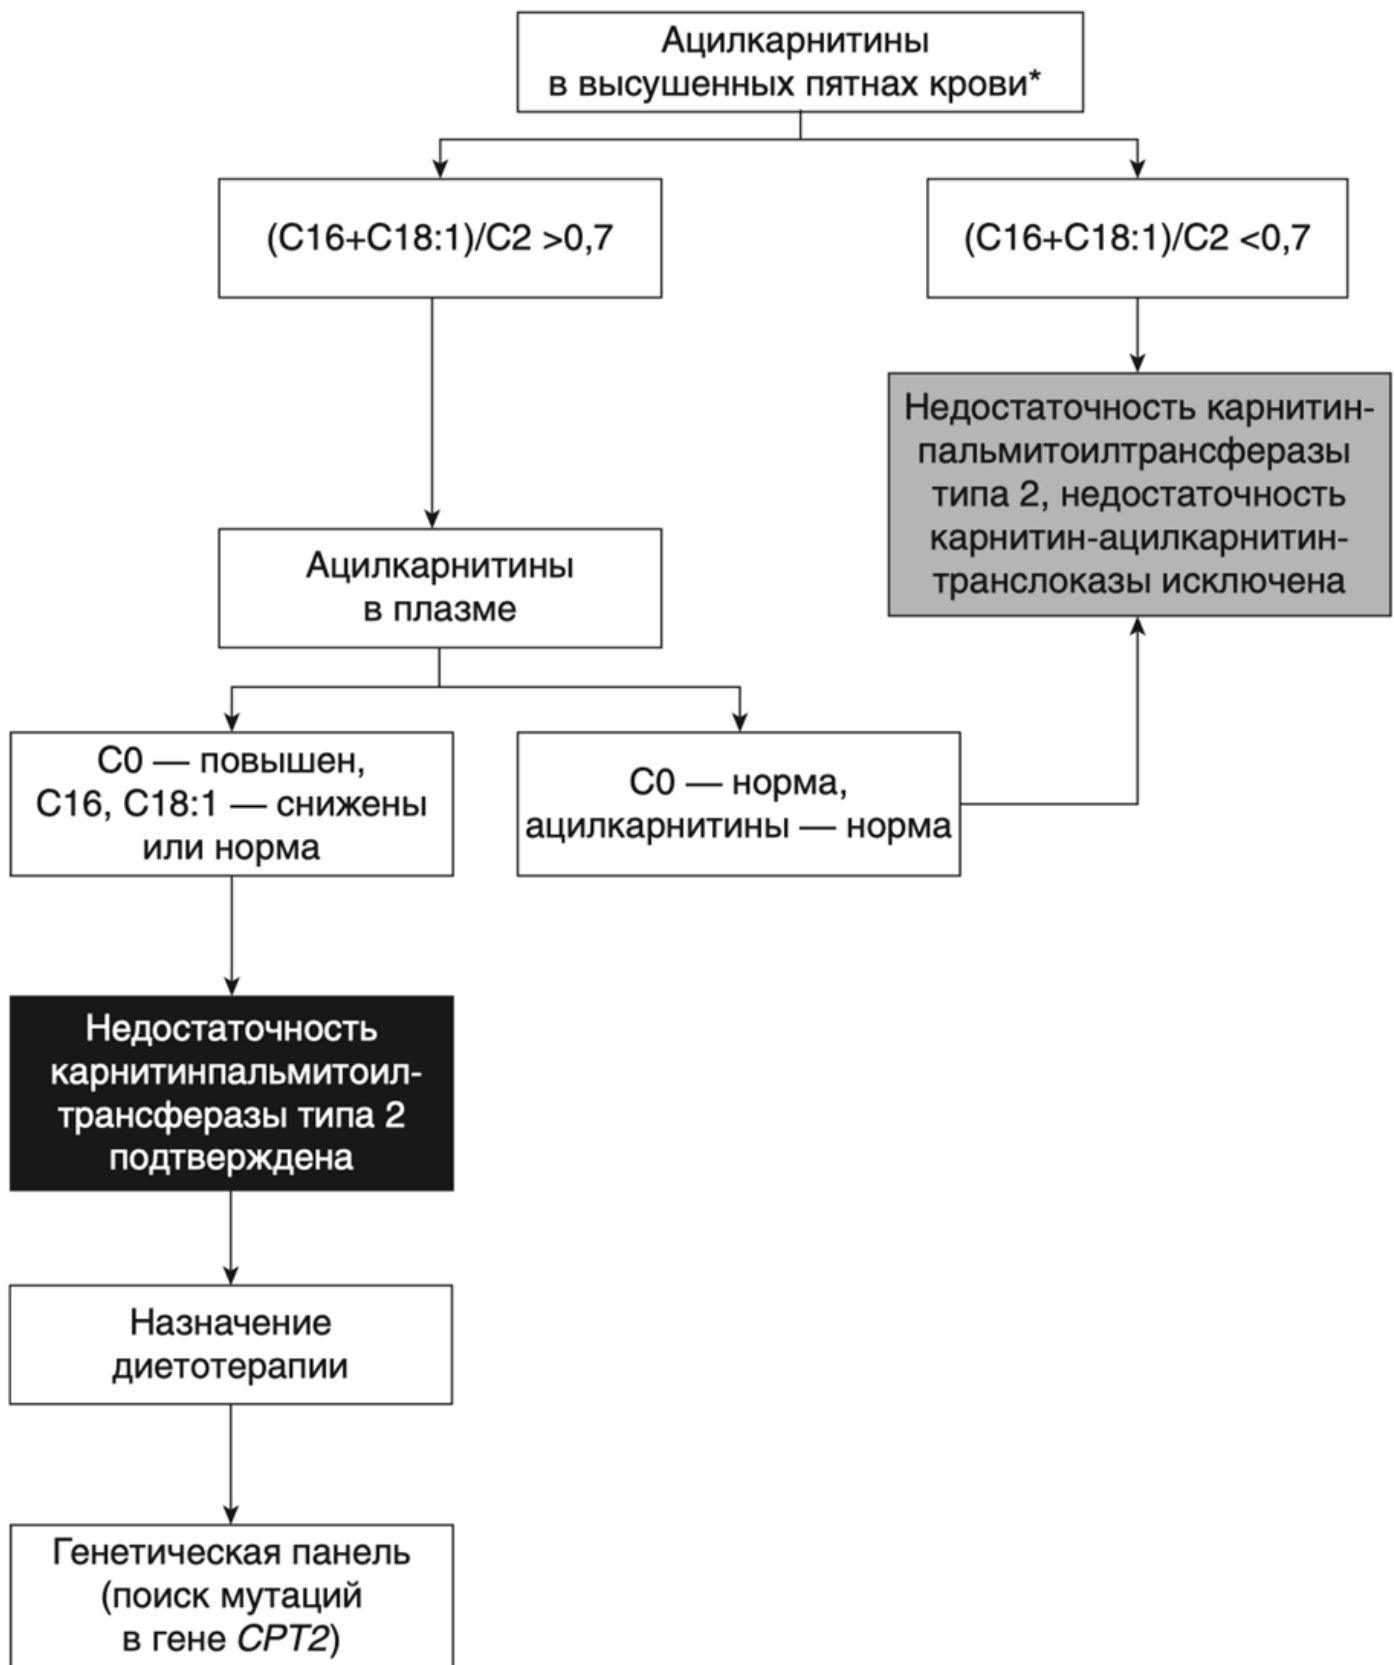 Ацилкарнитины
в высушенных пятнах крови*
(C16+C18:1)/C2 >0,7
(C16+C18:1)/C2 <0,7
Недостаточность карнитин-
пальмитоилтрансферазы
типа 2, недостаточность
карнитин-ацилкарнитин-
транслоказы исключена
Ацилкарнитины
в плазме
C0 — повышен,
C16, C18:1 — снижены
или норма
C0 — норма,
ацилкарнитины — норма
Недостаточность
карнитинпальмитоил-
трансферазы типа 2
подтверждена
Назначение
диетотерапии
Генетическая панель
(поиск мутаций
в гене CPT2)